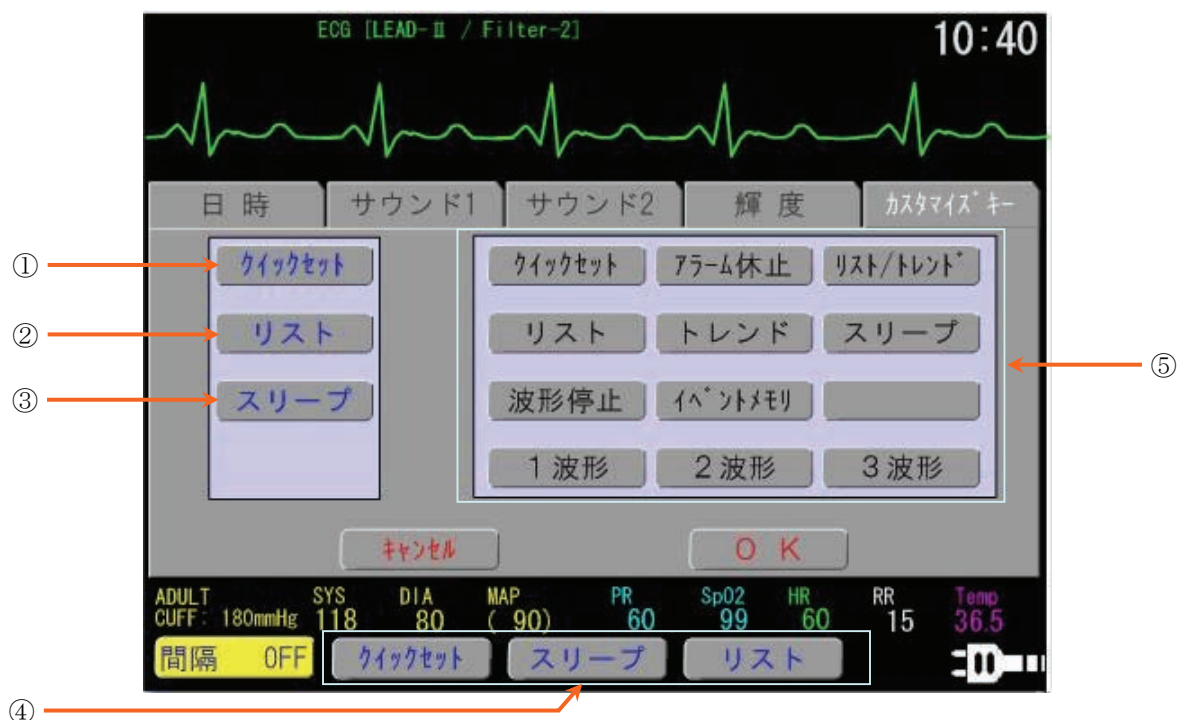 ECG [LEAD-Ⅱ / Filter-2] 10:40
日時 サウンド1 サウンド2 輝度 ｶｽﾀﾏｲｽﾞｷｰ
① ｸｲｯｸｾｯﾄ ｸｲｯｸｾｯﾄ ｱﾗｰﾑ休止 ﾘｽﾄ/ﾄﾚﾝﾄﾞ
② リスト リスト トレンド スリープ
⑤
③ スリープ 波形停止 ｲﾍﾞﾝﾄﾒﾓﾘ
1波形 2波形 3波形
ｷｬﾝｾﾙ OK
ADULT SYS DIA MAP PR SpO2 HR RR Temp
CUFF: 180mmHg 118 80 ( 90) 60 99 60 15 36.5
間隔 OFF ｸｲｯｸｾｯﾄ スリープ リスト
④